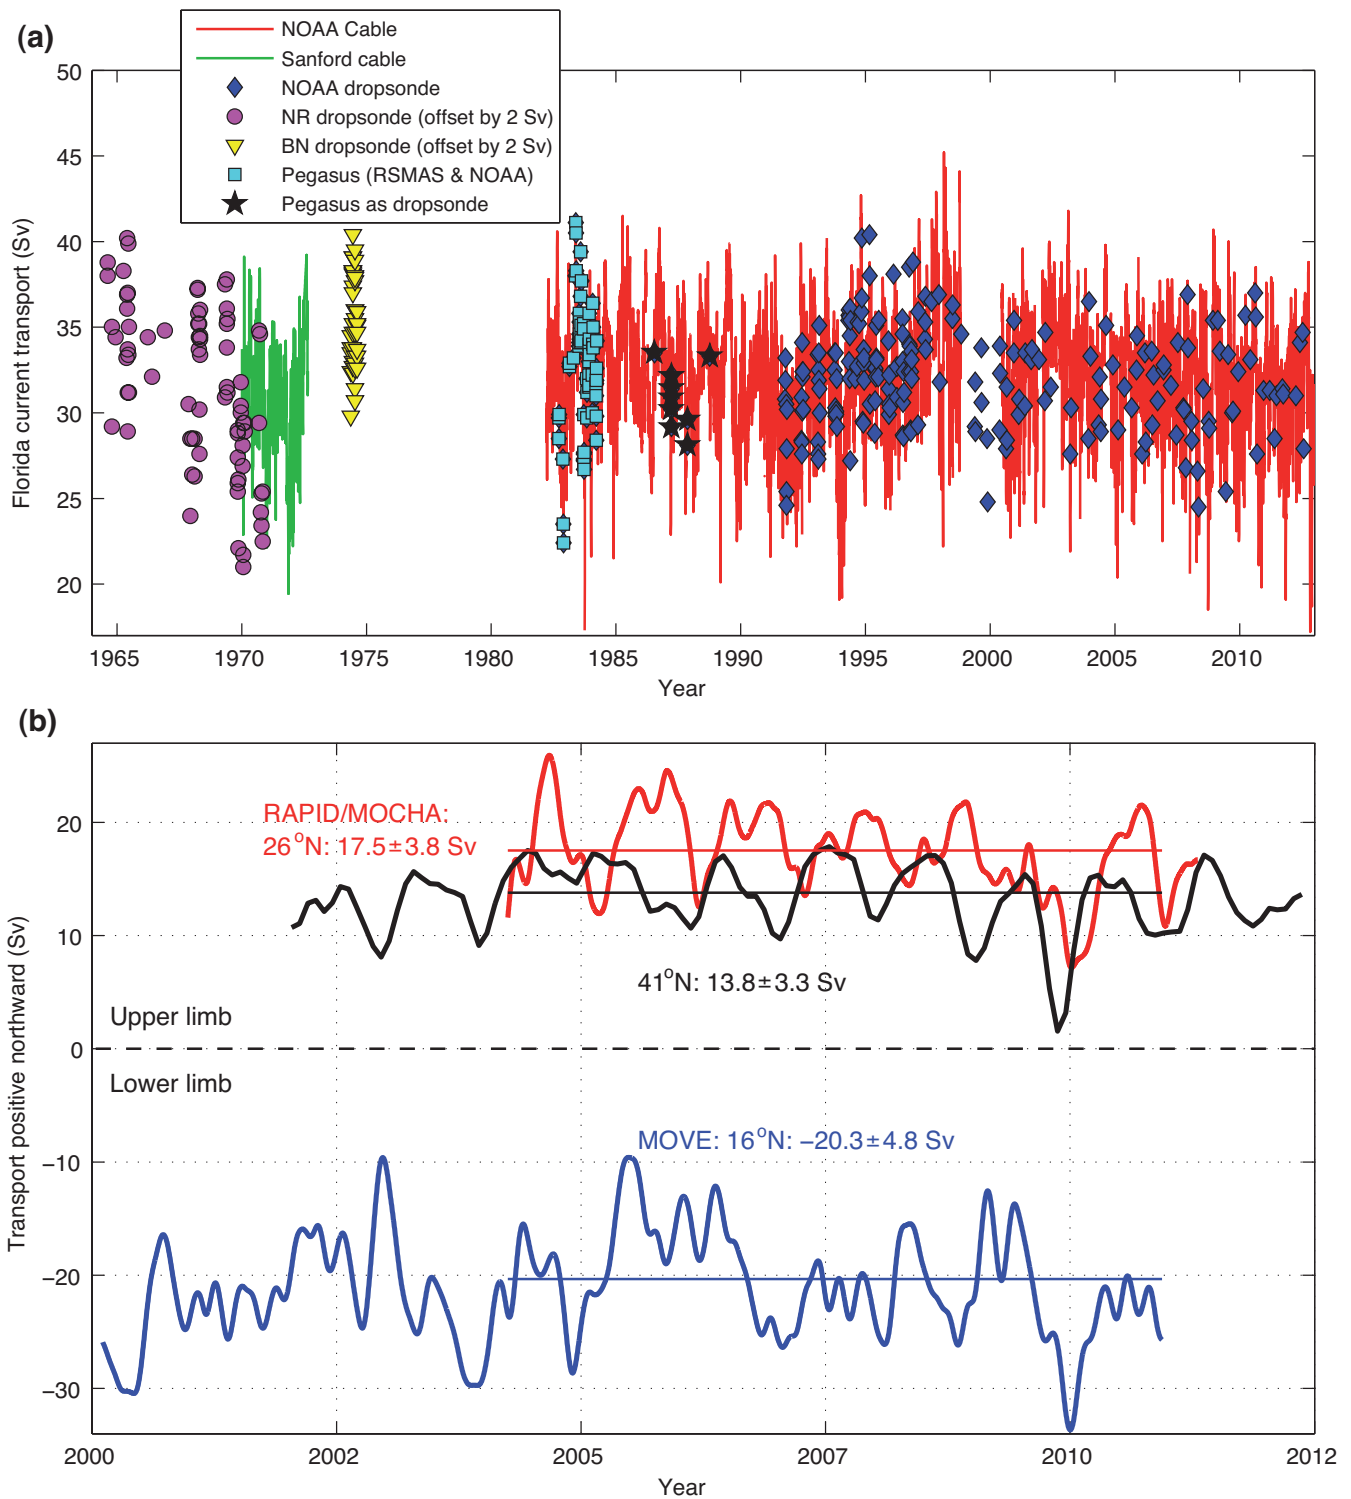 (a)
NOAA Cable
Sanford cable
NOAA dropsonde
NR dropsonde (offset by 2 Sv)
BN dropsonde (offset by 2 Sv)
Pegasus (RSMAS & NOAA)
Pegasus as dropsonde
50
45
40
35
30
25
20
Florida current transport (Sv)
1965 1970 1975 1980 1985 1990 1995 2000 2005 2010
Year
(b)
RAPID/MOCHA:
26°N: 17.5±3.8 Sv
41°N: 13.8±3.3 Sv
Upper limb
Lower limb
MOVE: 16°N: −20.3±4.8 Sv
20
10
0
−10
−20
−30
Transport positive northward (Sv)
2000 2002 2005 2007 2010 2012
Year